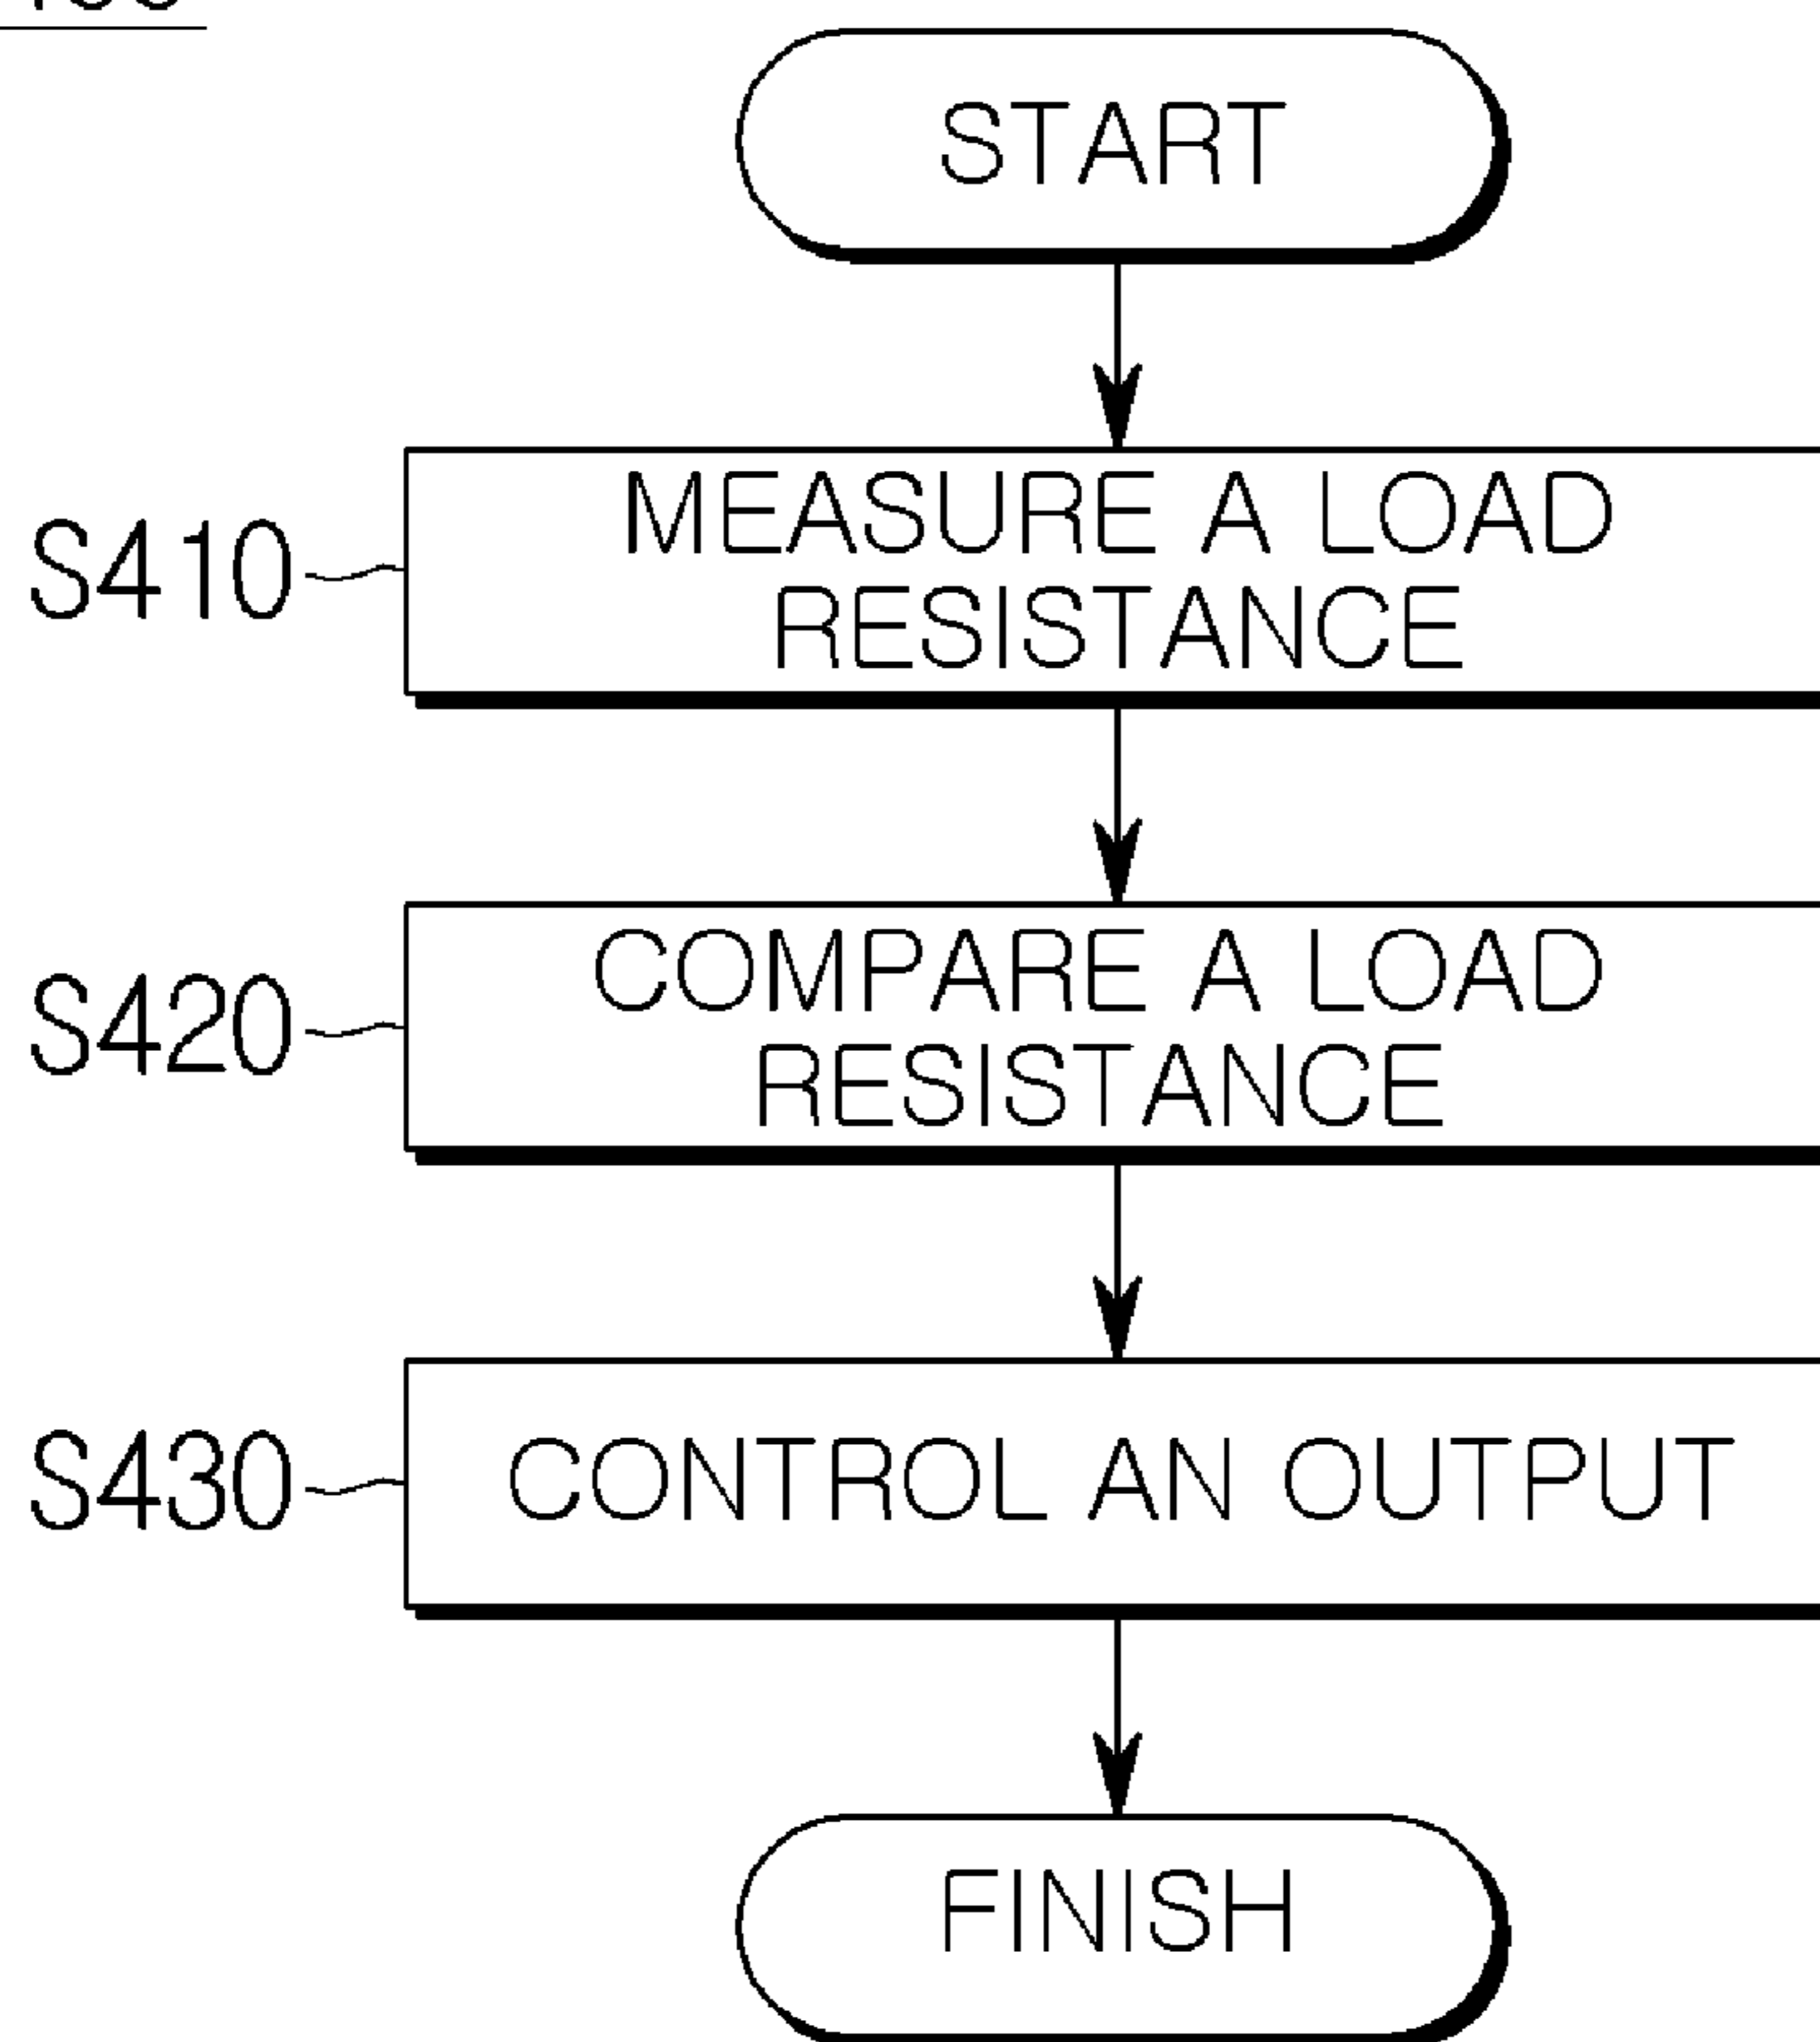 START
S410
MEASURE A LOAD
RESISTANCE
S420
COMPARE A LOAD
RESISTANCE
S430
CONTROL AN OUTPUT
FINISH